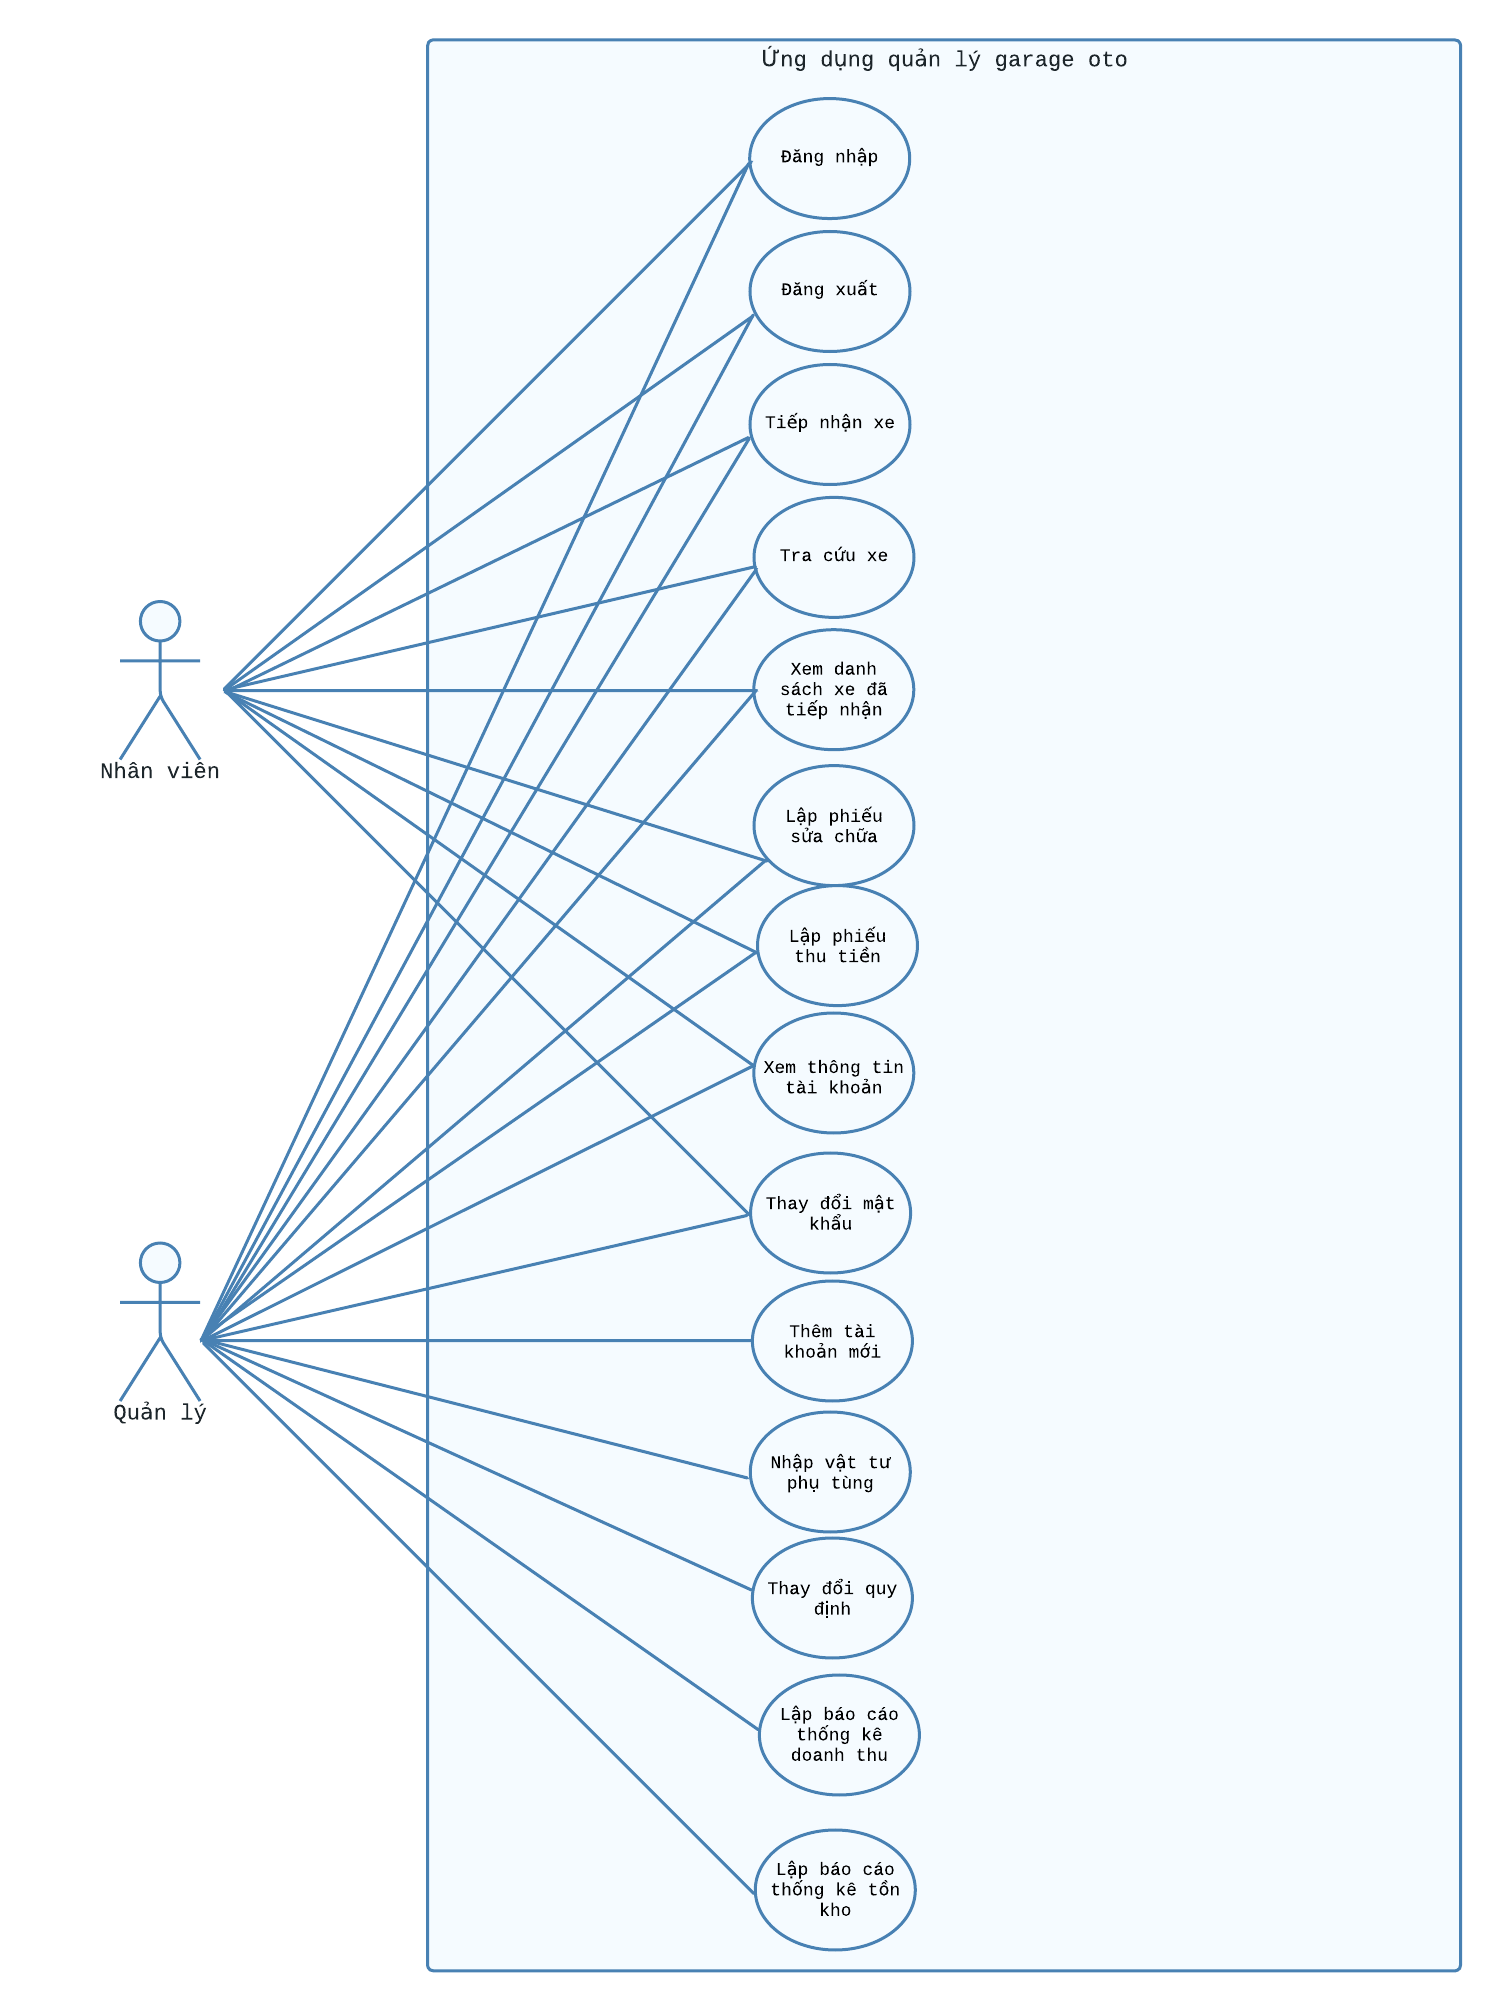 Ứng dụng quản lý garage oto
Đăng nhập
Đăng xuất
Tiếp nhận xe
Tra cứu xe
Xem danh
sách xe đã
tiếp nhận
Nhân viên
Lập phiếu
sửa chữa
Lập phiếu
thu tiền
Xem thông tin
tài khoản
Thay đổi mật
khẩu
Thêm tài
khoản mới
Quản lý
Nhập vật tư
phụ tùng
Thay đổi quy
định
Lập báo cáo
thống kê
doanh thu
Lập báo cáo
thống kê tồn
kho